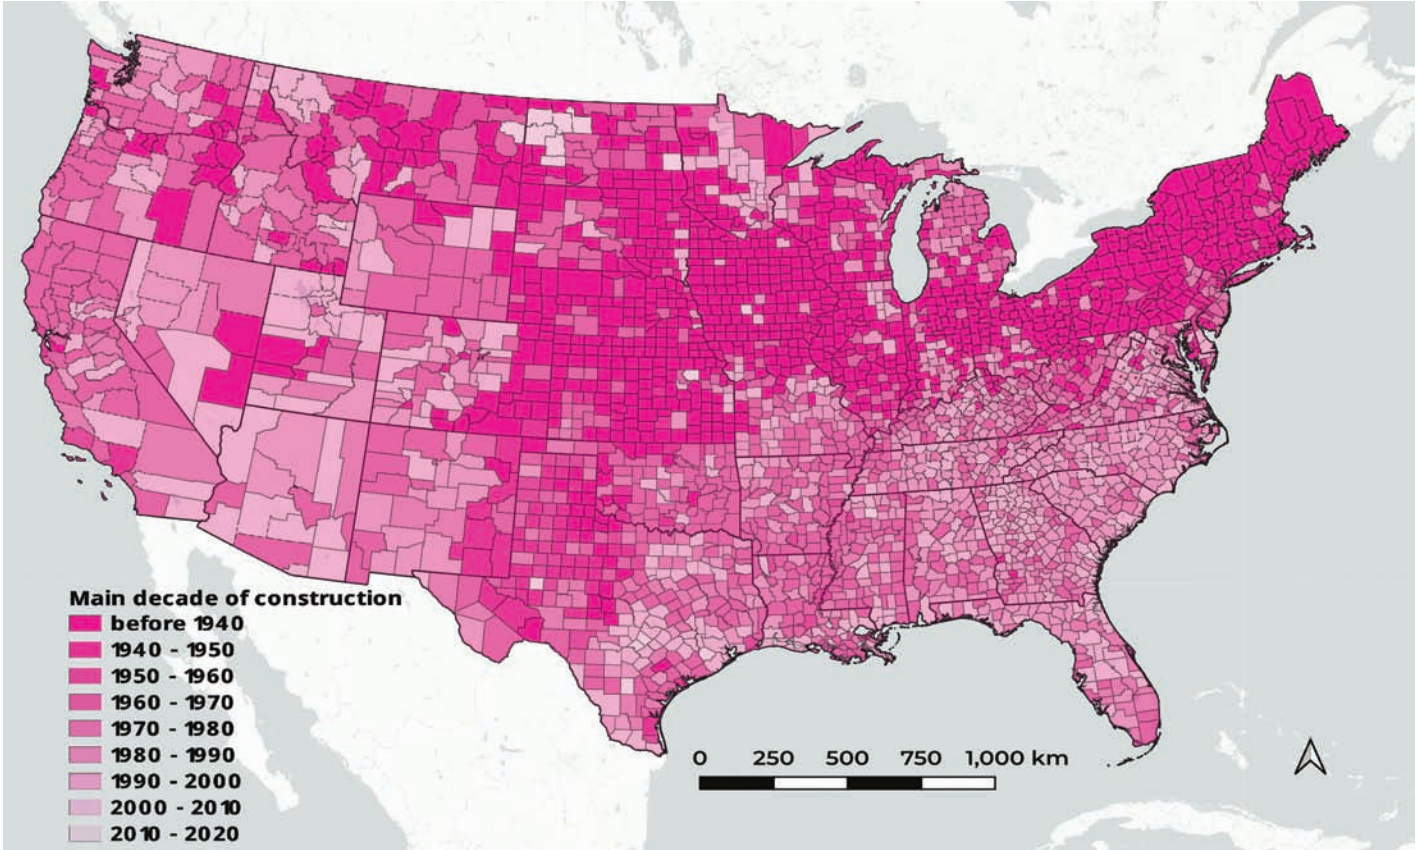 Main decade of construction
before 1940
1940 - 1950
1950 - 1960
1960 - 1970
1970 - 1980
1980 - 1990
1990 - 2000
2000 - 2010
2010 - 2020
0 250 500 750 1,000 km